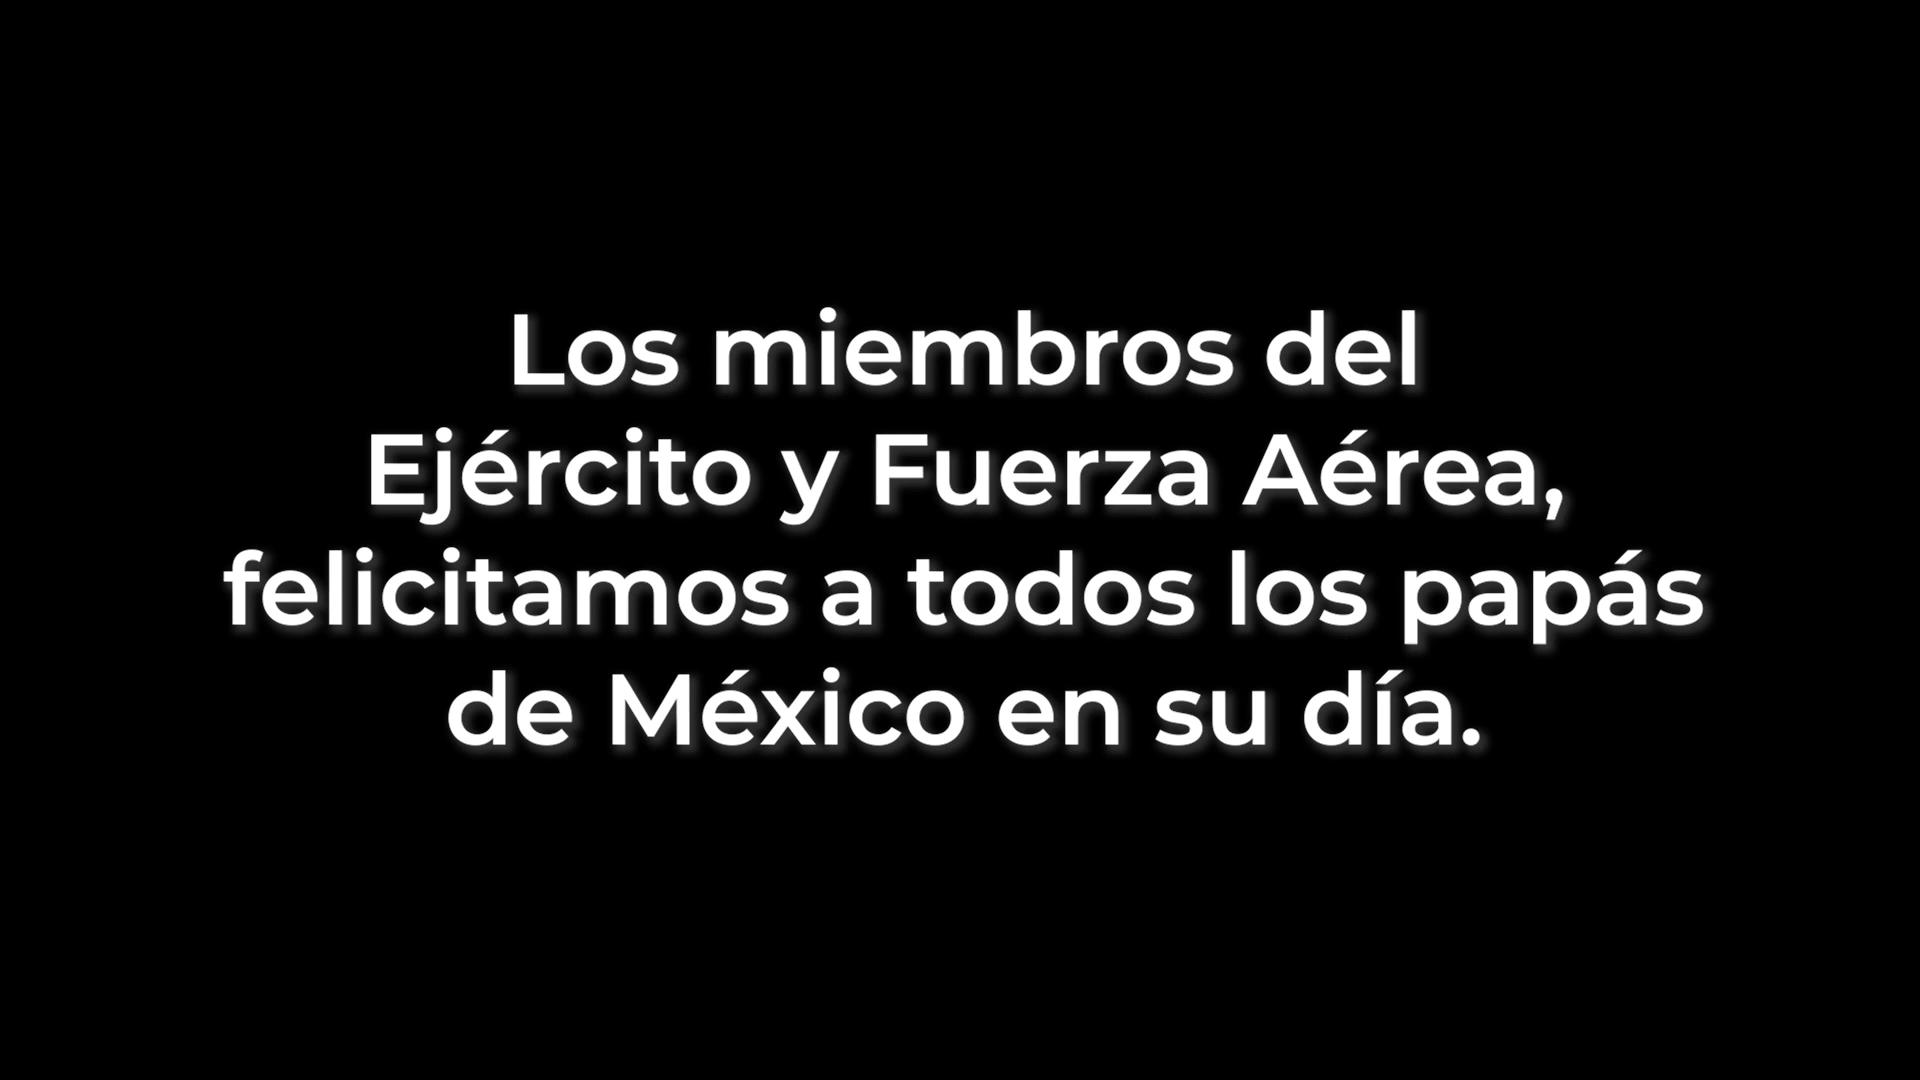 Los miembros del
Ejército y Fuerza Aérea,
felicitamos a todos los papás
de México en su día.